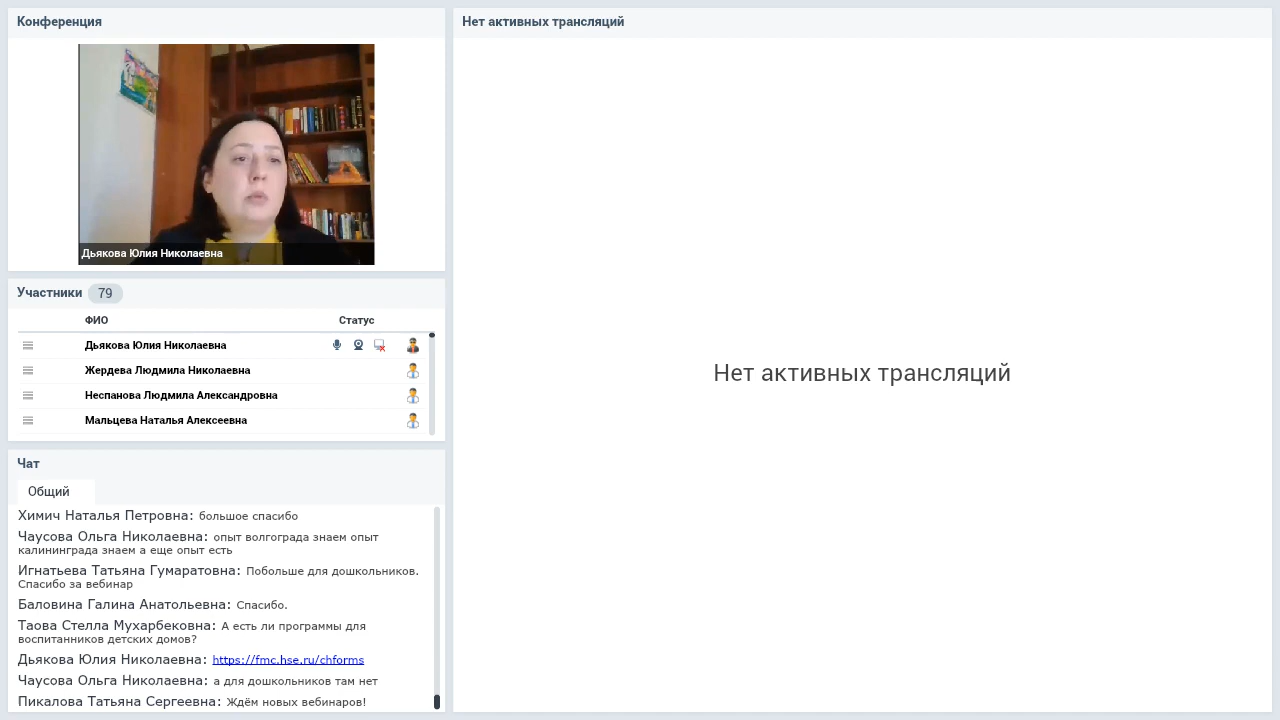 Конференция
Дьякова Юлия Николаевна
Участники 79
ФИО Статус
Дьякова Юлия Николаевна
Жердева Людмила Николаевна
Неспанова Людмила Александровна
Мальцева Наталья Алексеевна
Чат
Общий
Химич Наталья Петровна: большое спасибо
Чаусова Ольга Николаевна: опыт волгограда знаем опыт
калининграда знаем а еще опыт есть
Игнатьева Татьяна Гумаратовна: Побольше для дошкольников.
Спасибо за вебинар
Баловина Галина Анатольевна: Спасибо.
Таова Стелла Мухарбековна: А есть ли программы для
воспитанников детских домов?
Дьякова Юлия Николаевна: https://fmc.hse.ru/chforms
Чаусова Ольга Николаевна: а для дошкольников там нет
Пикалова Татьяна Сергеевна: Ждём новых вебинаров!
Нет активных трансляций
Нет активных трансляций